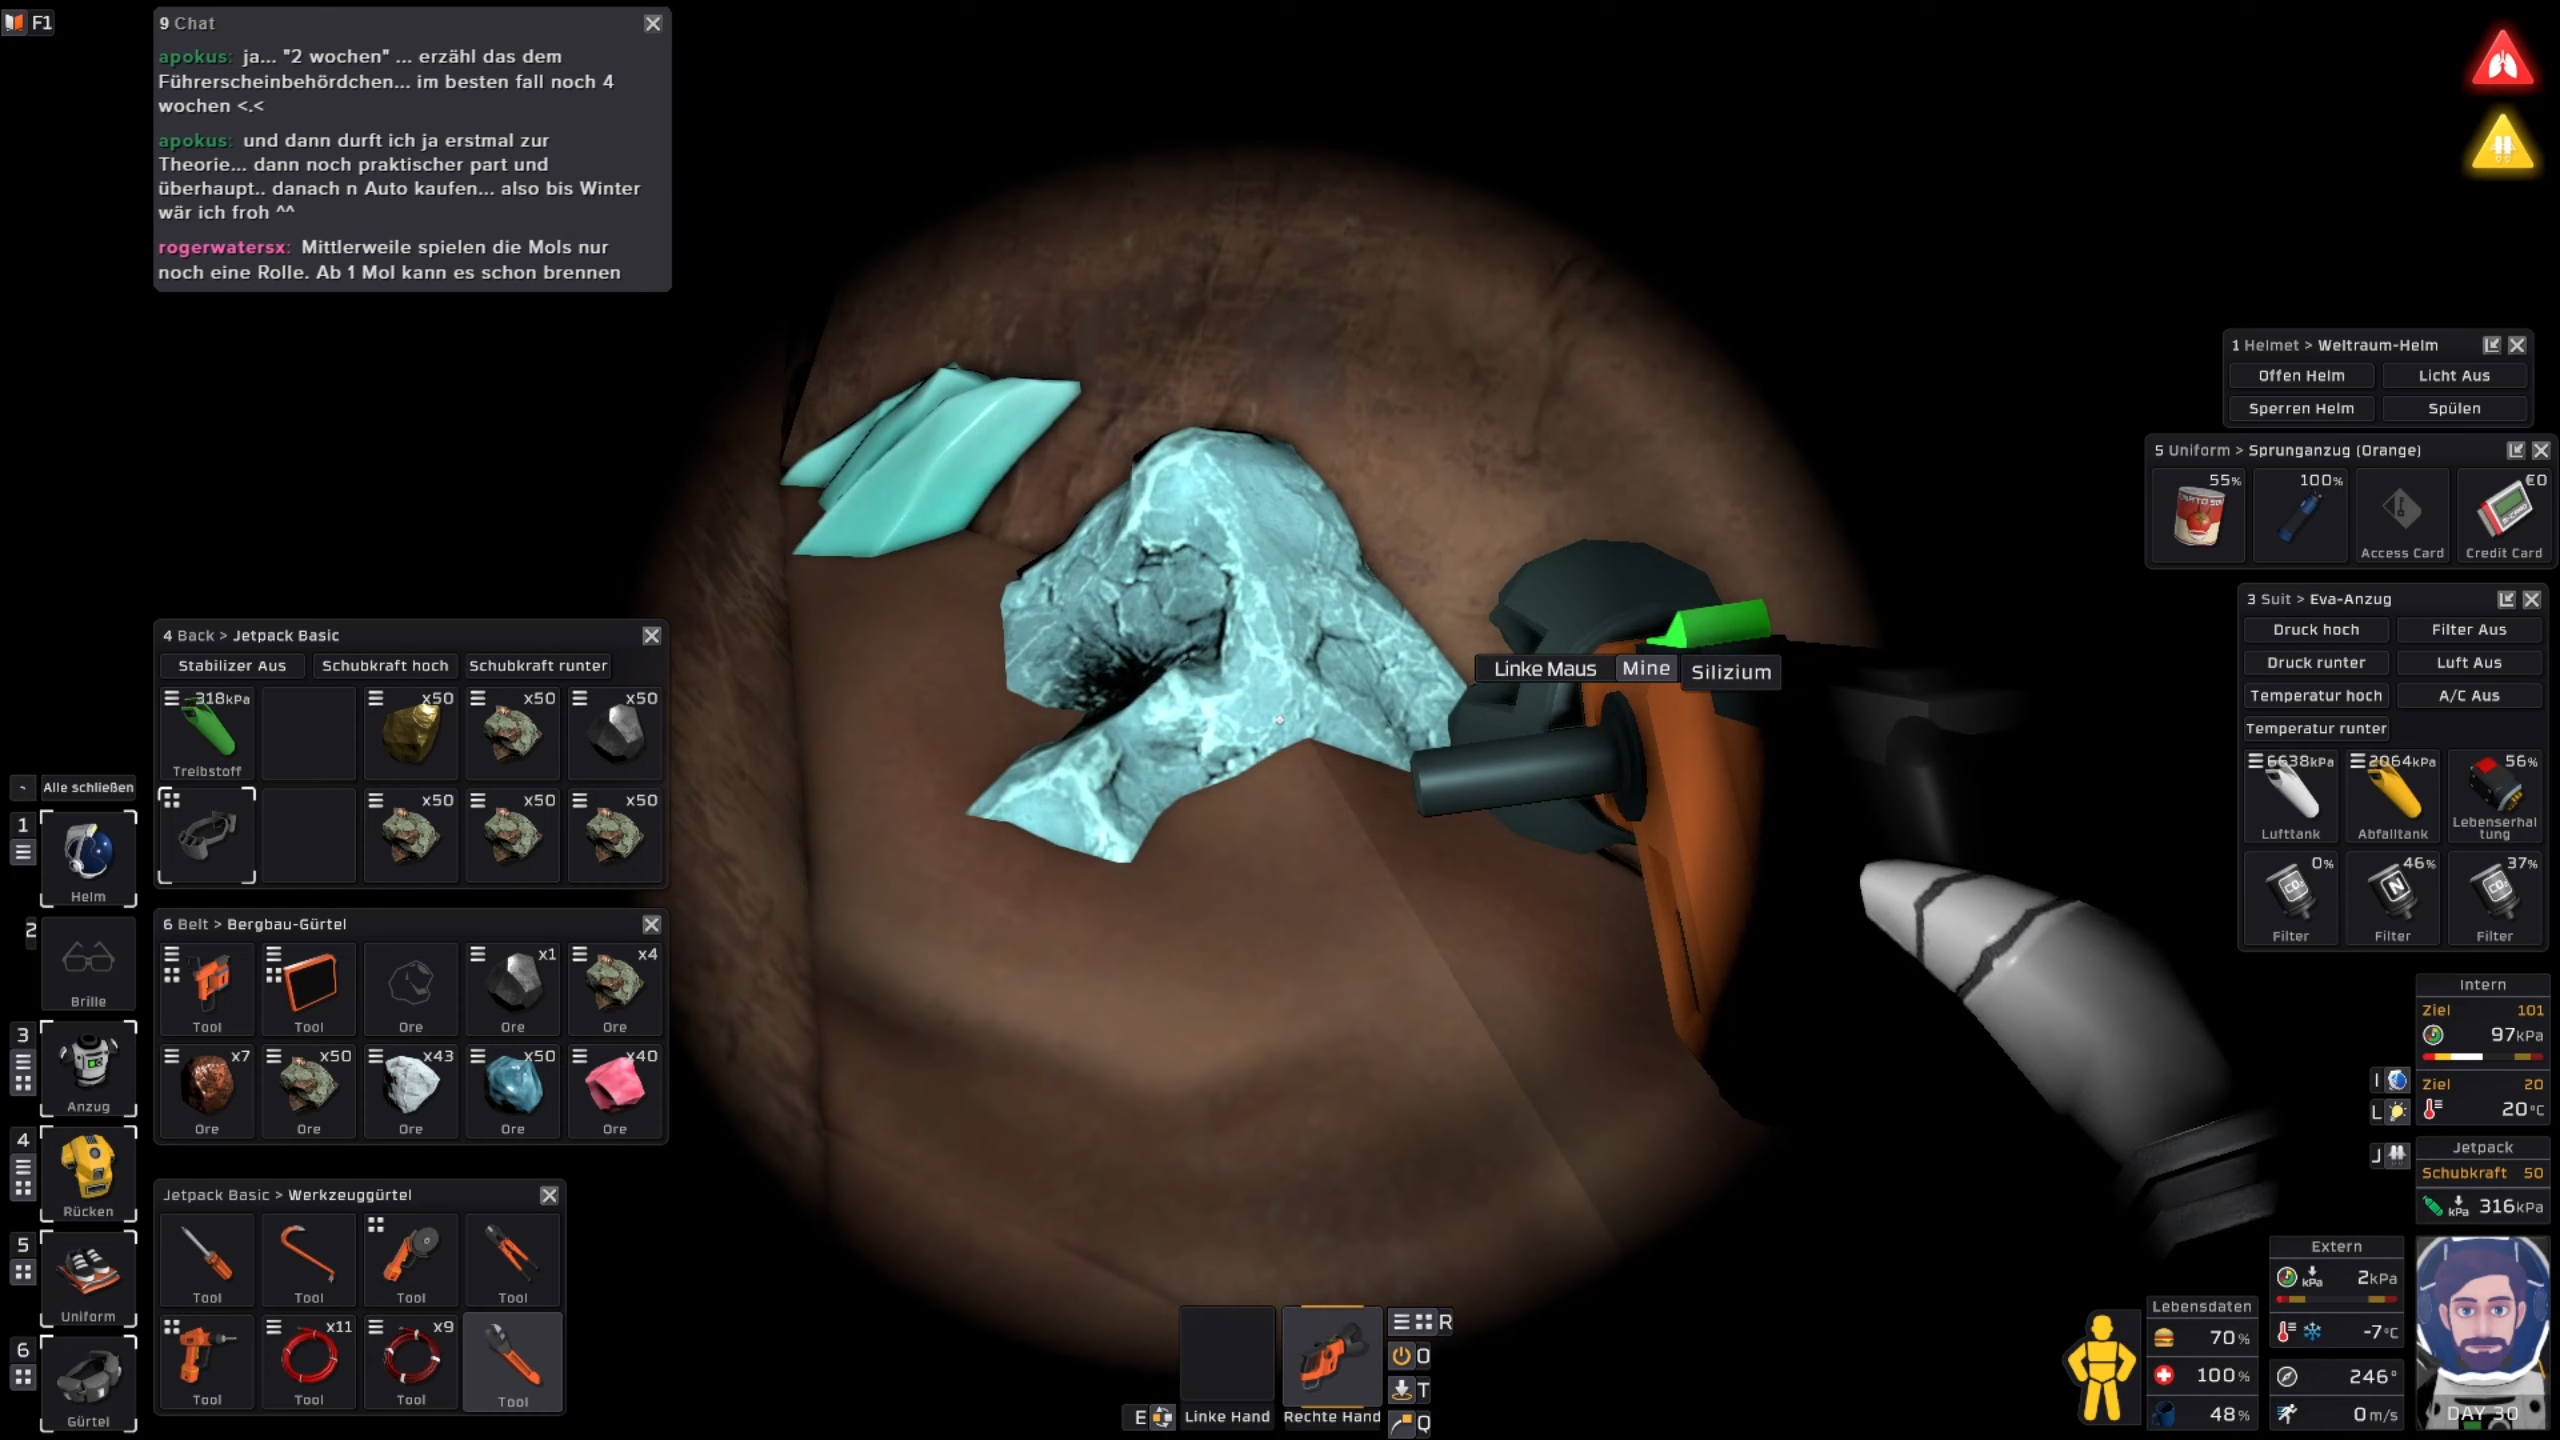 F1
9 Chat
apokus: ja... "2 wochen" ... erzähl das dem
Führerscheinbehördchen... im besten fall noch 4
wochen <.<
apokus: und dann durft ich ja erstmal zur
Theorie... dann noch praktischer part und
überhaupt.. danach n Auto kaufen... also bis Winter
wär ich froh ^^
rogerwatersx: Mittlerweile spielen die Mols nur
noch eine Rolle. Ab 1 Mol kann es schon brennen
1 Helmet > Weltraum-Helm
Offen Helm Licht Aus
Sperren Helm Spülen
5 Uniform > Sprunganzug (Orange)
55% 100% €0
Access Card Credit Card
3 Suit > Eva-Anzug
Druck hoch Filter Aus
Druck runter Luft Aus
Temperatur hoch A/C Aus
Temperatur runter
6638kPa 2064kPa 56%
Lufttank Abfalltank Lebenserhal
tung
0% 46% 37%
CO₂ N CO₂
Filter Filter Filter
Linke Maus Mine Silizium
4 Back > Jetpack Basic
Stabilizer Aus Schubkraft hoch Schubkraft runter
318kPa x50 x50 x50
Treibstoff
x50 x50 x50
~ Alle schließen
1
Helm
2
Brille
3
Anzug
4
Rücken
5
Uniform
6
Gürtel
6 Belt > Bergbau-Gürtel
x1 x4
Tool Tool Ore Ore Ore
x7 x50 x43 x50 x40
Ore Ore Ore Ore Ore
Jetpack Basic > Werkzeuggürtel
Tool Tool Tool Tool
x11 x9
Tool Tool Tool Tool
R
O
T
E Linke Hand Rechte Hand Q
Intern
Ziel 101
97kPa
Ziel 20
20°C
I
L
J
Jetpack
Schubkraft 50
kPa 316kPa
Extern
kPa 2kPa
-7°C
246°
0m/s
Lebensdaten
70%
100%
48%
DAY 30